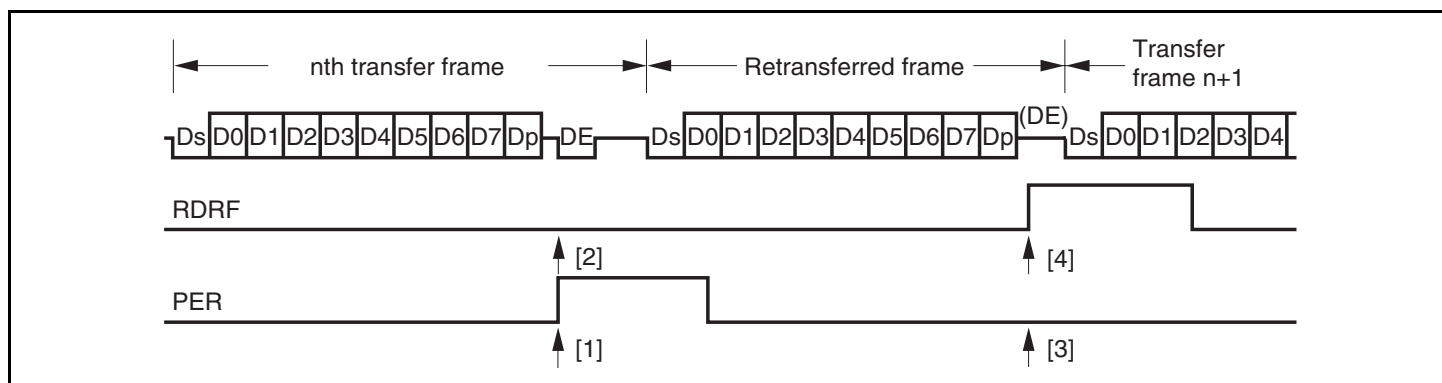 nth transfer frame
Retransferred frame
Transfer
frame n+1
Ds D0 D1 D2 D3 D4 D5 D6 D7 Dp DE Ds D0 D1 D2 D3 D4 D5 D6 D7 Dp (DE) Ds D0 D1 D2 D3 D4
RDRF
[2]
[4]
PER
[1]
[3]